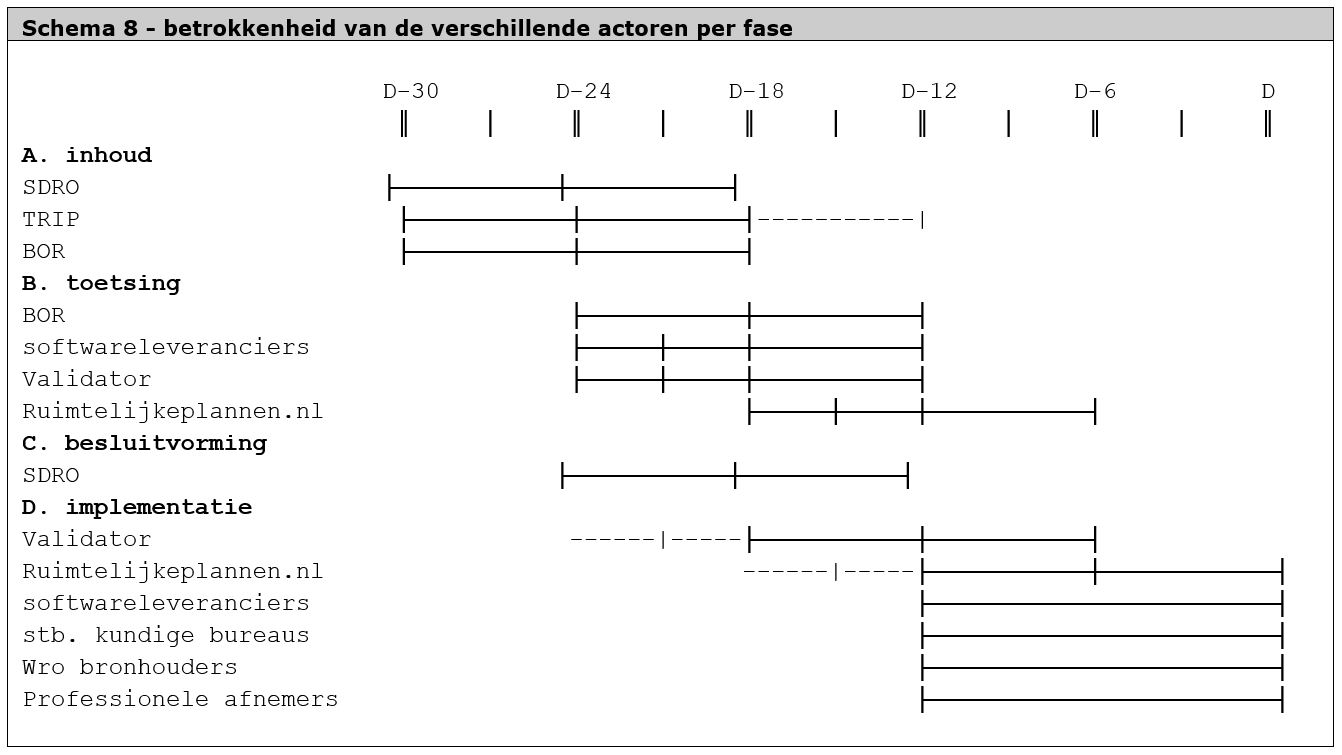 Schema 8 - betrokkenheid van de verschillende actoren per fase
D-30 D-24 D-18 D-12 D-6 D
A. inhoud
SDRO
TRIP
BOR
B. toetsing
BOR
softwareleveranciers
Validator
Ruimtelijkeplannen.nl
C. besluitvorming
SDRO
D. implementatie
Validator
Ruimtelijkeplannen.nl
softwareleveranciers
stb. kundige bureaus
Wro bronhouders
Professionele afnemers